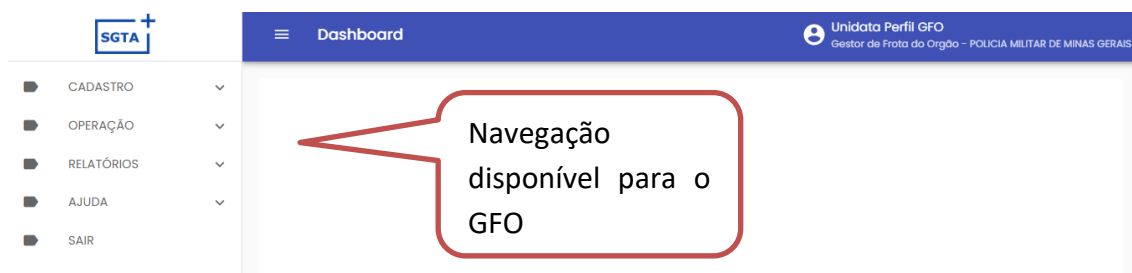 SGTA
Dashboard
Unidata Perfil GFO
Gestor de Frota do Orgão - POLICIA MILITAR DE MINAS GERAIS
CADASTRO
OPERAÇÃO
RELATÓRIOS
AJUDA
SAIR
Navegação
disponível para o
GFO